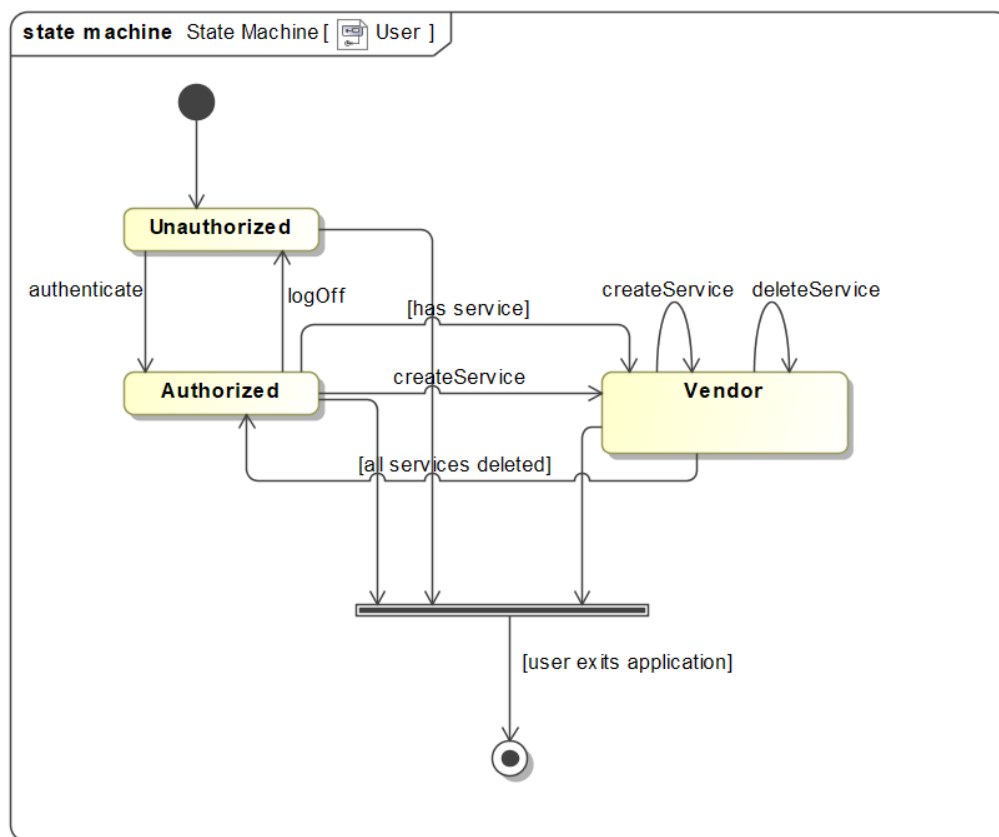 state machine State Machine [ User ]
Unauthorized
authenticate
logOff
[has service]
createService
deleteService
Authorized
createService
Vendor
[all services deleted]
[user exits application]